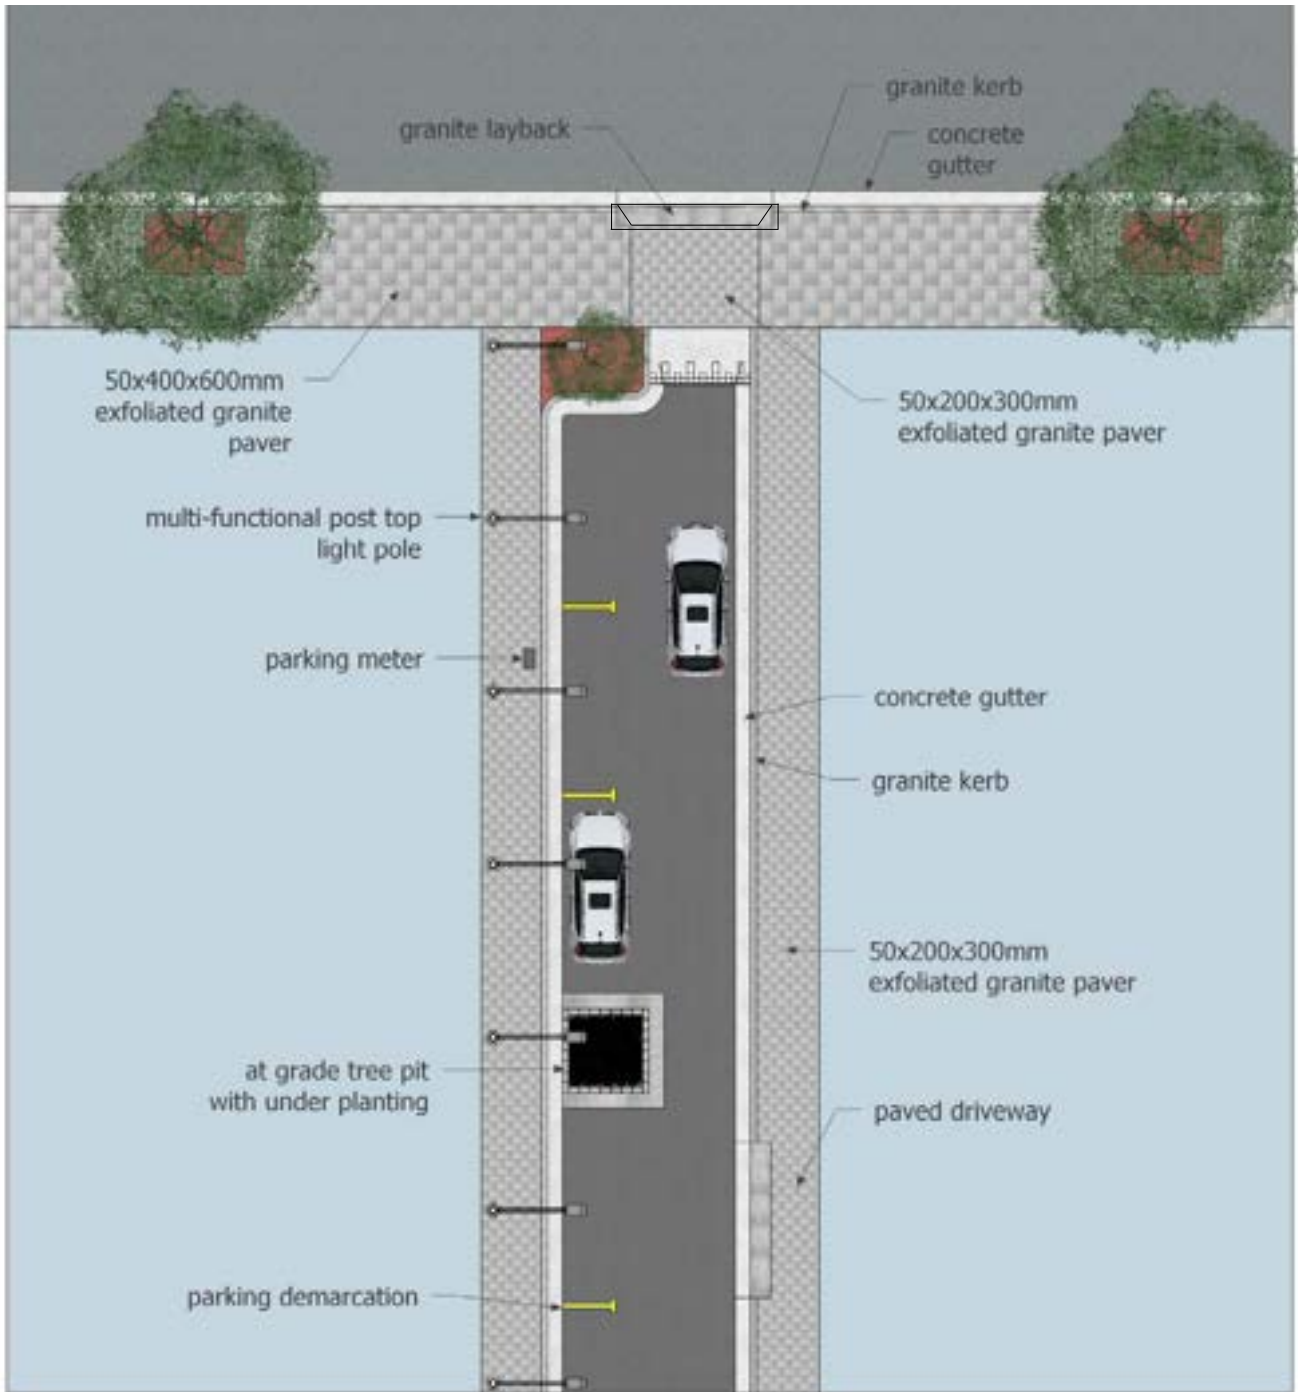 granite kerb
granite layback
concrete
gutter
50x400x600mm
exfoliated granite
paver
50x200x300mm
exfoliated granite paver
multi-functional post top
light pole
parking meter
concrete gutter
granite kerb
50x200x300mm
exfoliated granite paver
at grade tree pit
with under planting
paved driveway
parking demarcation